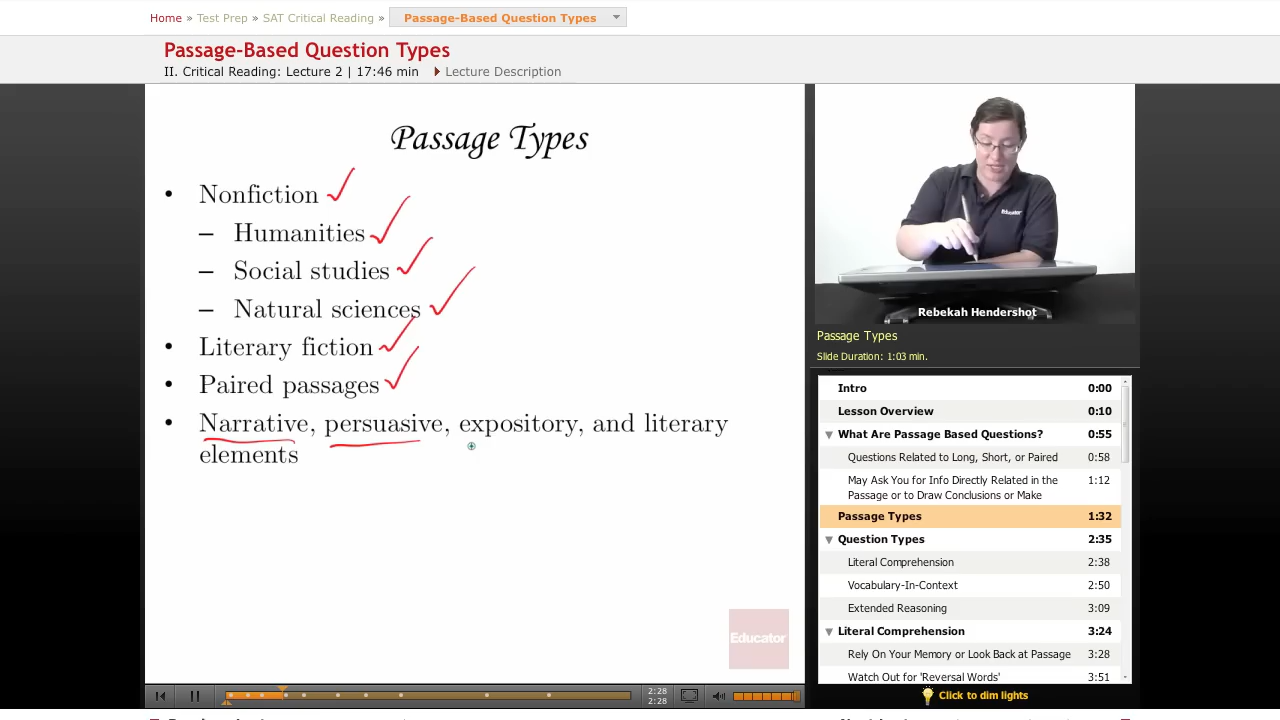 Home » Test Prep » SAT Critical Reading » Passage-Based Question Types
Passage-Based Question Types
II. Critical Reading: Lecture 2 | 17:46 min Lecture Description
Passage Types
• Nonfiction
– Humanities
– Social studies
– Natural sciences
• Literary fiction
• Paired passages
• Narrative, persuasive, expository, and literary
elements
Educator
2:28
2:28
Educator
Rebekah Hendershot
Passage Types
Slide Duration: 1:03 min.
Intro 0:00
Lesson Overview 0:10
What Are Passage Based Questions? 0:55
Questions Related to Long, Short, or Paired 0:58
May Ask You for Info Directly Related in the 1:12
Passage or to Draw Conclusions or Make
Passage Types 1:32
Question Types 2:35
Literal Comprehension 2:38
Vocabulary-In-Context 2:50
Extended Reasoning 3:09
Literal Comprehension 3:24
Rely On Your Memory or Look Back at Passage 3:28
Watch Out for 'Reversal Words' 3:51
Click to dim lights